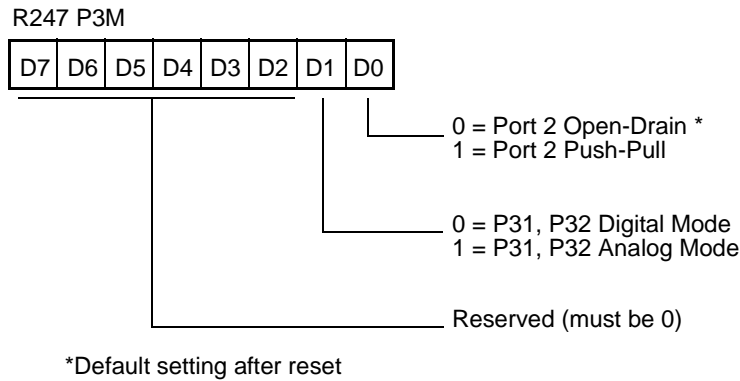 R247 P3M
D7 D6 D5 D4 D3 D2 D1 D0
0 = Port 2 Open-Drain *
1 = Port 2 Push-Pull
0 = P31, P32 Digital Mode
1 = P31, P32 Analog Mode
Reserved (must be 0)
*Default setting after reset